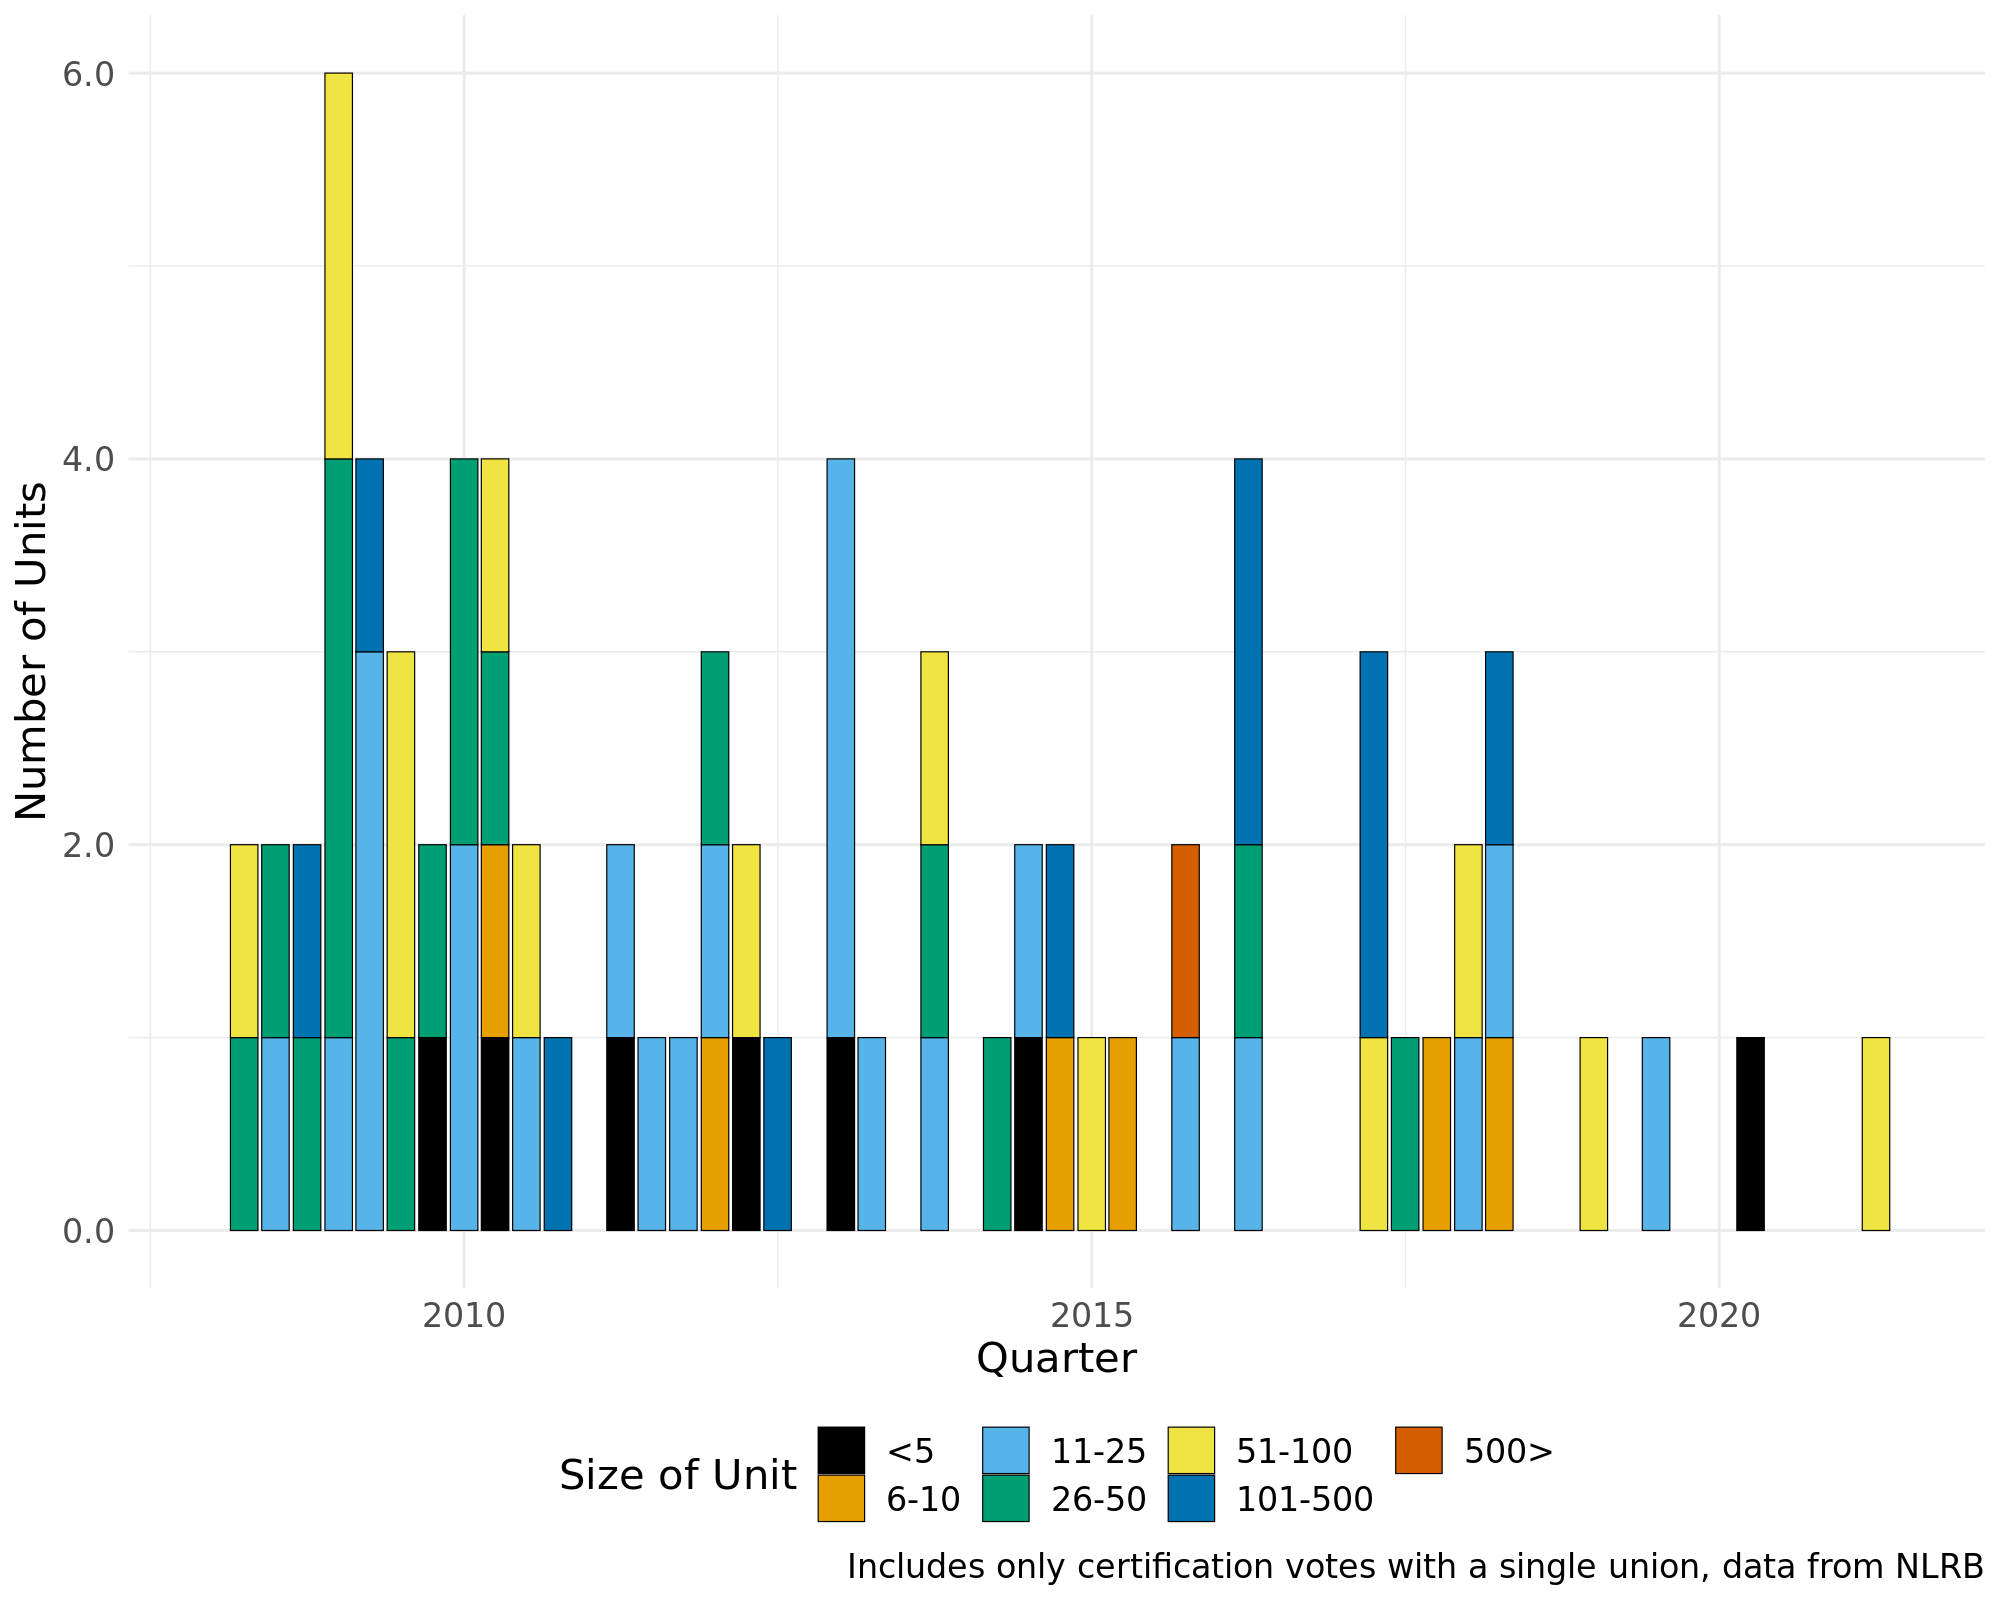 6.0
4.0
2.0
0.0
Number of Units
2010 2015 2020
Quarter
Size of Unit
<5 11-25 51-100 500>
6-10 26-50 101-500
Includes only certification votes with a single union, data from NLRB